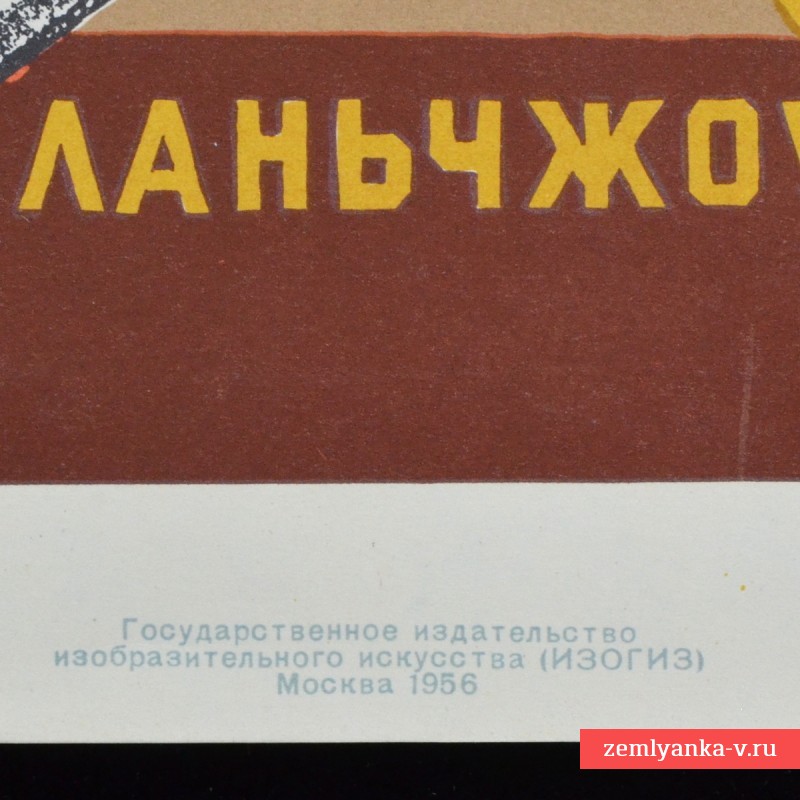 ЛАНЬЧЖОУ
Государственное издательство
изобразительного искусства (ИЗОГИЗ)
Москва 1956
zemlyanka-v.ru